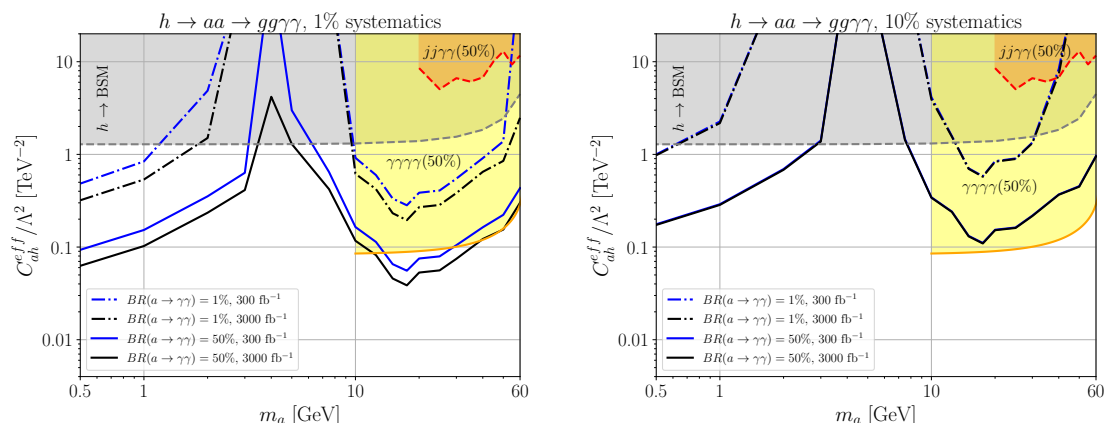 h → aa → ggγγ, 1% systematics
C_{ah}^{eff}/Λ² [TeV⁻²]
10
1
0.1
0.01
h → BSM
jjγγ(50%)
γγγγ(50%)
BR(a → γγ) = 1%, 300 fb⁻¹
BR(a → γγ) = 1%, 3000 fb⁻¹
BR(a → γγ) = 50%, 300 fb⁻¹
BR(a → γγ) = 50%, 3000 fb⁻¹
0.5 1 10 60
m_a [GeV]
h → aa → ggγγ, 10% systematics
C_{ah}^{eff}/Λ² [TeV⁻²]
10
1
0.1
0.01
h → BSM
jjγγ(50%)
γγγγ(50%)
BR(a → γγ) = 1%, 300 fb⁻¹
BR(a → γγ) = 1%, 3000 fb⁻¹
BR(a → γγ) = 50%, 300 fb⁻¹
BR(a → γγ) = 50%, 3000 fb⁻¹
0.5 1 10 60
m_a [GeV]